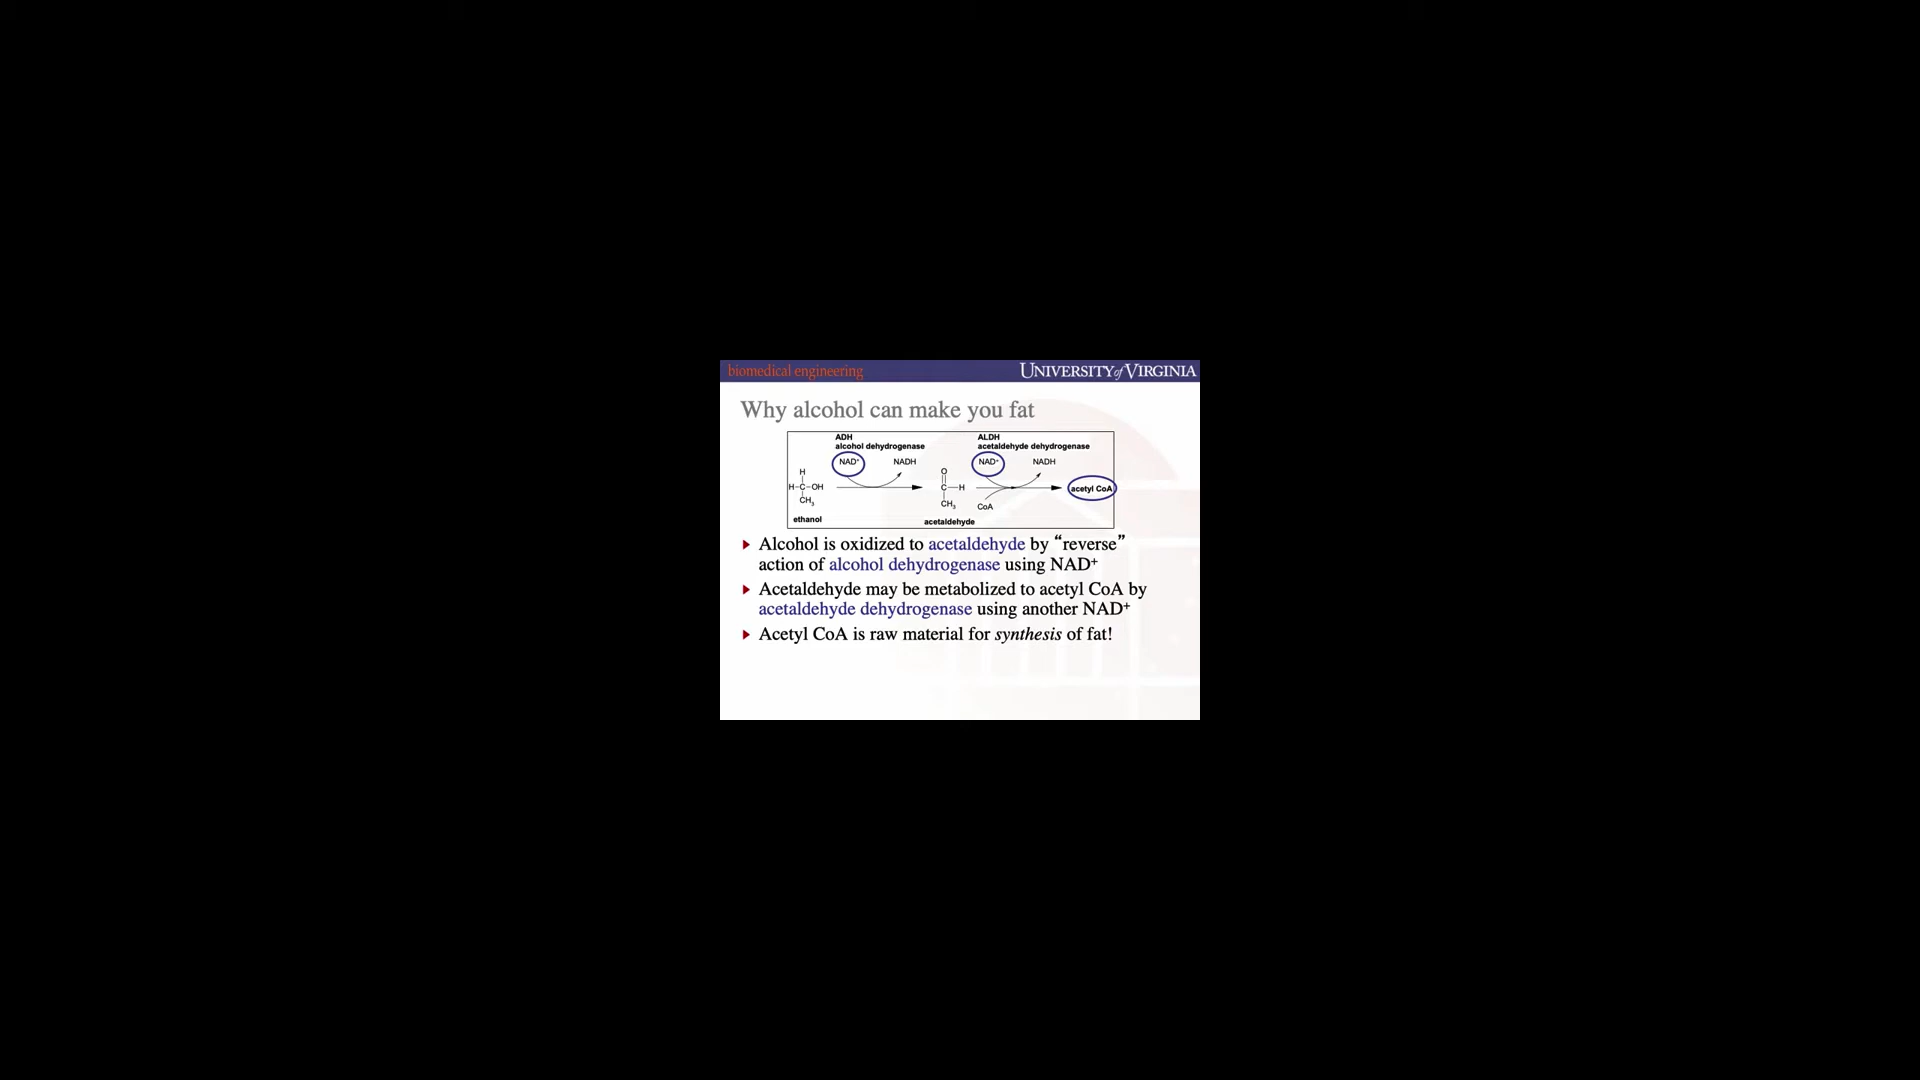 biomedical engineering
UNIVERSITY of VIRGINIA
Why alcohol can make you fat
ADH
alcohol dehydrogenase
ALDH
acetaldehyde dehydrogenase
NAD⁺
NADH
NAD⁺
NADH
H
H-C-OH
CH₃
O
C-H
CH₃
CoA
acetyl CoA
ethanol
acetaldehyde
Alcohol is oxidized to acetaldehyde by “reverse”
action of alcohol dehydrogenase using NAD⁺
Acetaldehyde may be metabolized to acetyl CoA by
acetaldehyde dehydrogenase using another NAD⁺
Acetyl CoA is raw material for synthesis of fat!